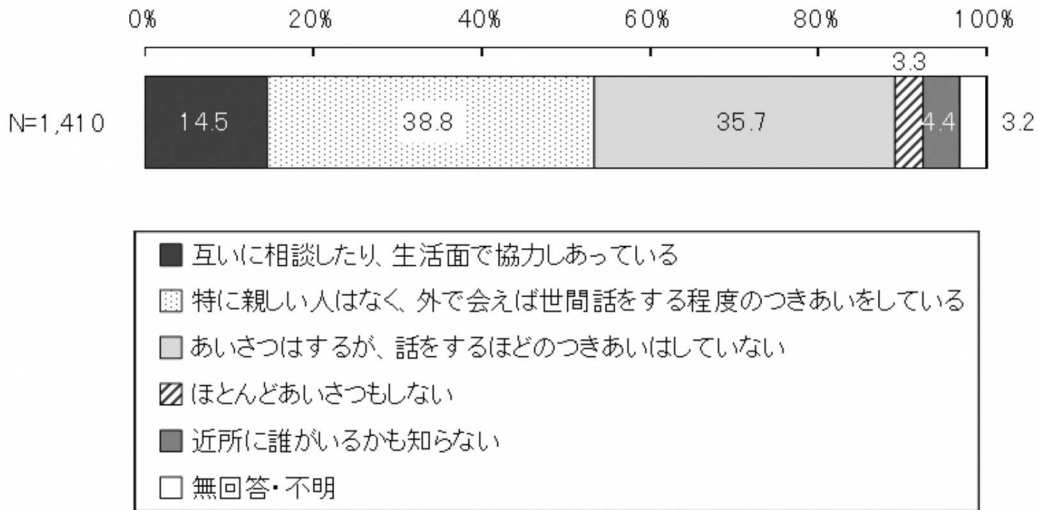 0% 20% 40% 60% 80% 100%
3.3
N=1,410 14.5 38.8 35.7 4.4 3.2
互いに相談したり、生活面で協力しあっている
特に親しい人はなく、外で会えば世間話をする程度のつきあいをしている
あいさつはするが、話をするほどのつきあいはしていない
ほとんどあいさつもしない
近所に誰がいるかも知らない
無回答・不明